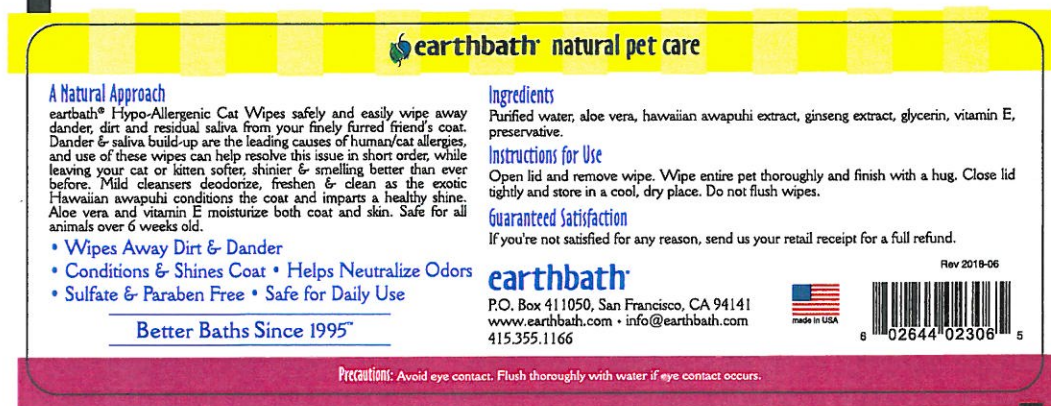 earthbath® natural pet care
A Natural Approach
eartbath® Hypo-Allergenic Cat Wipes safely and easily wipe away
dander, dirt and residual saliva from your finely furred friend's coat.
Dander & saliva build-up are the leading causes of human/cat allergies,
and use of these wipes can help resolve this issue in short order, while
leaving your cat or kitten softer, shinier & smelling better than ever
before. Mild cleansers deodorize, freshen & clean as the exotic
Hawaiian awapuhi conditions the coat and imparts a healthy shine.
Aloe vera and vitamin E moisturize both coat and skin. Safe for all
animals over 6 weeks old.
• Wipes Away Dirt & Dander
• Conditions & Shines Coat • Helps Neutralize Odors
• Sulfate & Paraben Free • Safe for Daily Use
Better Baths Since 1995™
Ingredients
Purified water, aloe vera, hawaiian awapuhi extract, ginseng extract, glycerin, vitamin E,
preservative.
Instructions for Use
Open lid and remove wipe. Wipe entire pet thoroughly and finish with a hug. Close lid
tightly and store in a cool, dry place. Do not flush wipes.
Guaranteed Satisfaction
If you're not satisfied for any reason, send us your retail receipt for a full refund.
earthbath®
P.O. Box 411050, San Francisco, CA 94141
www.earthbath.com • info@earthbath.com
415.355.1166
made in USA
Rev 2018-06
6 02644 02306 5
Precautions: Avoid eye contact. Flush thoroughly with water if eye contact occurs.